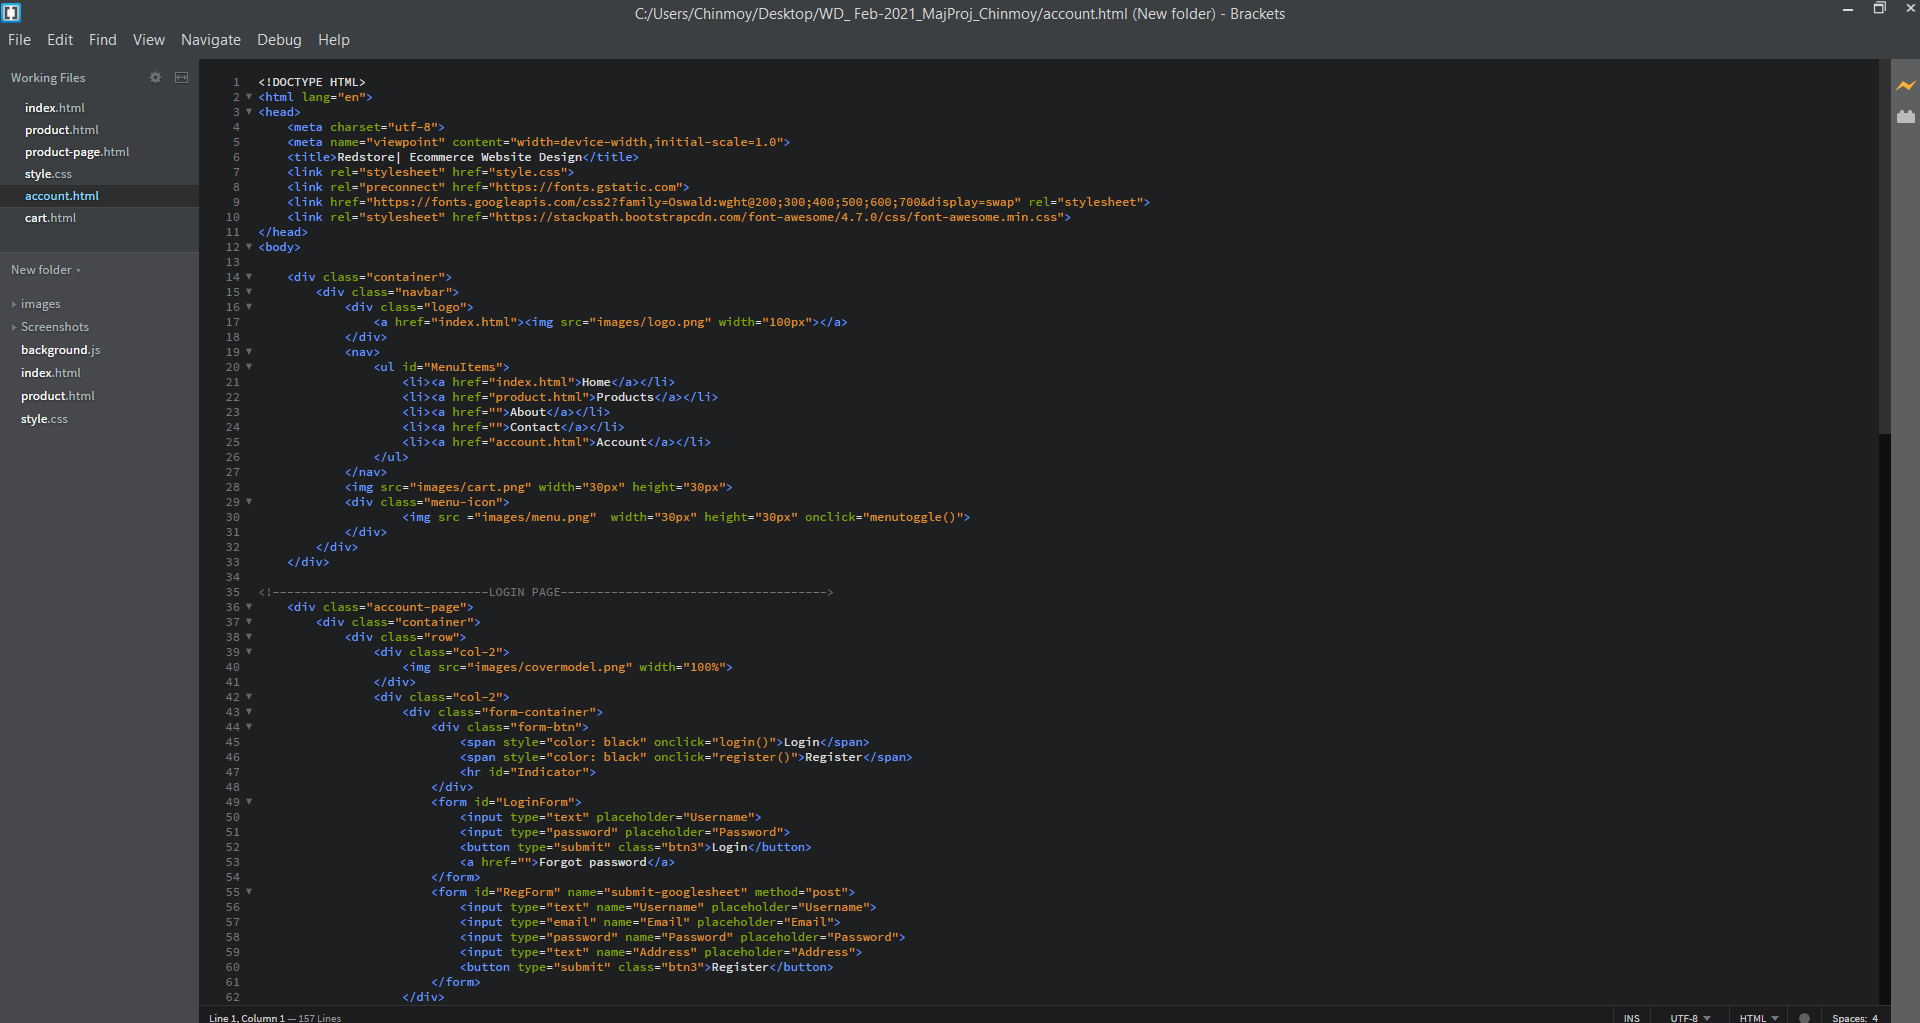 C:/Users/Chinmoy/Desktop/WD_ Feb-2021_MajProj_Chinmoy/account.html (New folder) - Brackets
File Edit Find View Navigate Debug Help
Working Files
index.html
product.html
product-page.html
style.css
account.html
cart.html
New folder
images
Screenshots
background.js
index.html
product.html
style.css
1 <!DOCTYPE HTML>
2 <html lang="en">
3 <head>
4 <meta charset="utf-8">
5 <meta name="viewpoint" content="width=device-width,initial-scale=1.0">
6 <title>Redstore| Ecommerce Website Design</title>
7 <link rel="stylesheet" href="style.css">
8 <link rel="preconnect" href="https://fonts.gstatic.com">
9 <link href="https://fonts.googleapis.com/css2?family=Oswald:wght@200;300;400;500;600;700&display=swap" rel="stylesheet">
10 <link rel="stylesheet" href="https://stackpath.bootstrapcdn.com/font-awesome/4.7.0/css/font-awesome.min.css">
11 </head>
12 <body>
13
14 <div class="container">
15 <div class="navbar">
16 <div class="logo">
17 <a href="index.html"><img src="images/logo.png" width="100px"></a>
18 </div>
19 <nav>
20 <ul id="MenuItems">
21 <li><a href="index.html">Home</a></li>
22 <li><a href="product.html">Products</a></li>
23 <li><a href="">About</a></li>
24 <li><a href="">Contact</a></li>
25 <li><a href="account.html">Account</a></li>
26 </ul>
27 </nav>
28 <img src="images/cart.png" width="30px" height="30px">
29 <div class="menu-icon">
30 <img src ="images/menu.png"  width="30px" height="30px" onclick="menutoggle()">
31 </div>
32 </div>
33 </div>
34
35 <!------------------------------LOGIN PAGE------------------------------------->
36 <div class="account-page">
37 <div class="container">
38 <div class="row">
39 <div class="col-2">
40 <img src="images/covermodel.png" width="100%">
41 </div>
42 <div class="col-2">
43 <div class="form-container">
44 <div class="form-btn">
45 <span style="color: black" onclick="login()">Login</span>
46 <span style="color: black" onclick="register()">Register</span>
47 <hr id="Indicator">
48 </div>
49 <form id="LoginForm">
50 <input type="text" placeholder="Username">
51 <input type="password" placeholder="Password">
52 <button type="submit" class="btn3">Login</button>
53 <a href="">Forgot password</a>
54 </form>
55 <form id="RegForm" name="submit-googlesheet" method="post">
56 <input type="text" name="Username" placeholder="Username">
57 <input type="email" name="Email" placeholder="Email">
58 <input type="password" name="Password" placeholder="Password">
59 <input type="text" name="Address" placeholder="Address">
60 <button type="submit" class="btn3">Register</button>
61 </form>
62 </div>
Line 1, Column 1 — 157 Lines
INS UTF-8 HTML Spaces: 4